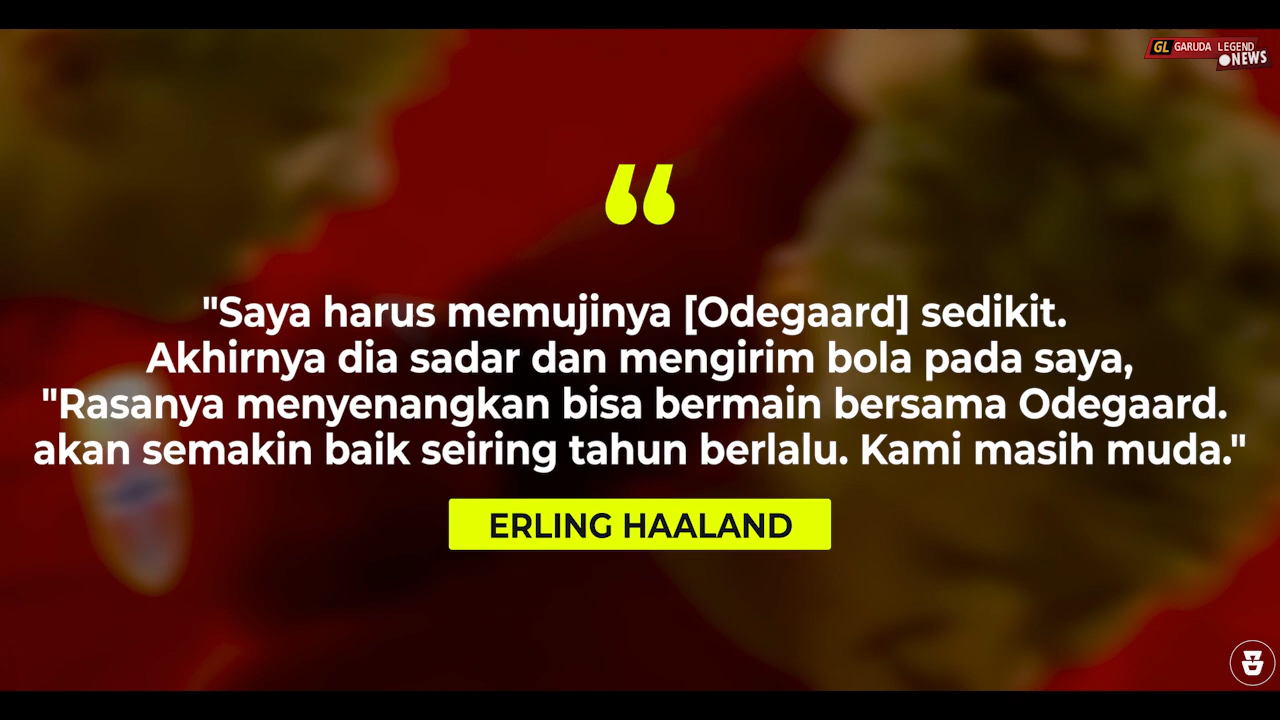 GL GARUDA LEGEND
NEWS
“
"Saya harus memujinya [Odegaard] sedikit.
Akhirnya dia sadar dan mengirim bola pada saya,
"Rasanya menyenangkan bisa bermain bersama Odegaard.
akan semakin baik seiring tahun berlalu. Kami masih muda."
ERLING HAALAND